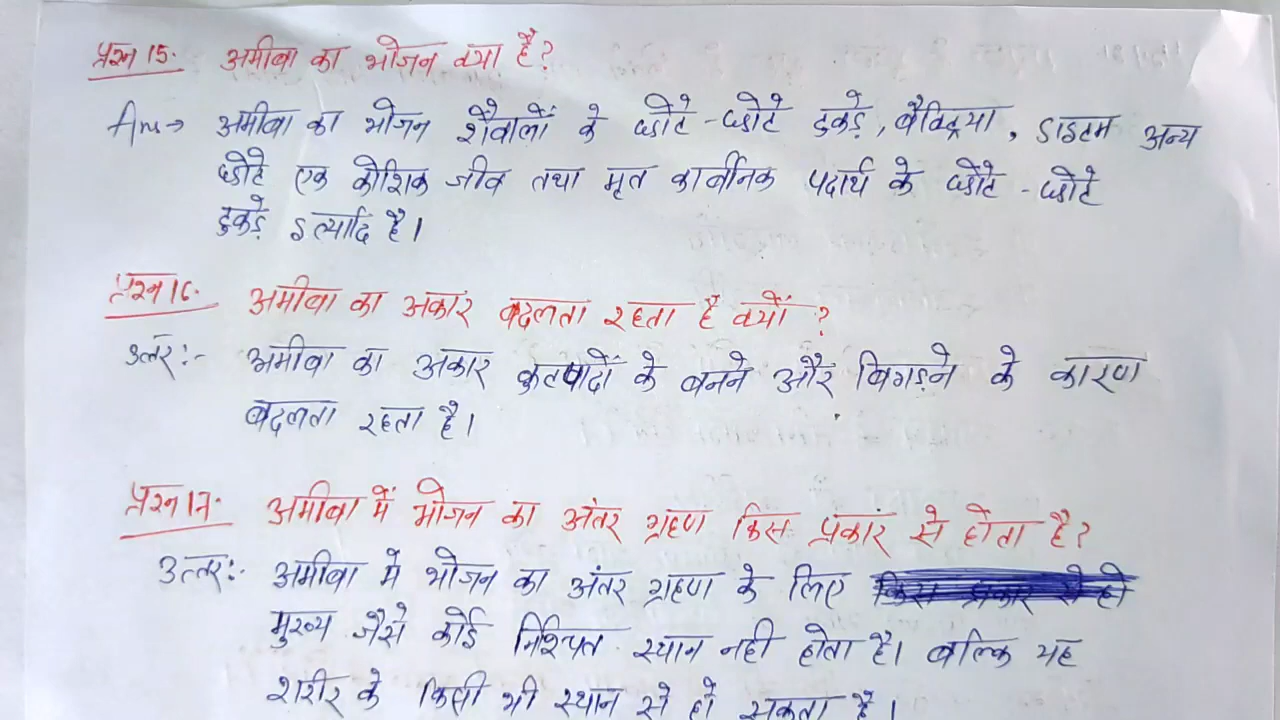 प्रश्न 15. अमीबा का भोजन क्या है?
Ans→ अमीबा का भोजन शैवालों के छोटे-छोटे टुकड़े, बैक्ट्रिया, डाइटम अन्य
छोटे एक कोशिक जीव तथा मृत कार्बनिक पदार्थ के छोटे-छोटे
टुकड़े इत्यादि है।
प्रश्न 16. अमीबा का अकार बदलता रहता है क्यों?
उत्तर:- अमीबा का अकार कुटपादों के बनने और बिगड़ने के कारण
बदलता रहता है।
प्रश्न 17. अमीबा में भोजन का अंतर ग्रहण किस प्रकार से होता है?
उत्तर:- अमीबा में भोजन का अंतर ग्रहण के लिए
मुख्य जैसे कोई निश्चित स्थान नही होता है। बल्कि यह
शरीर के किसी भी स्थान से हो सकता है।